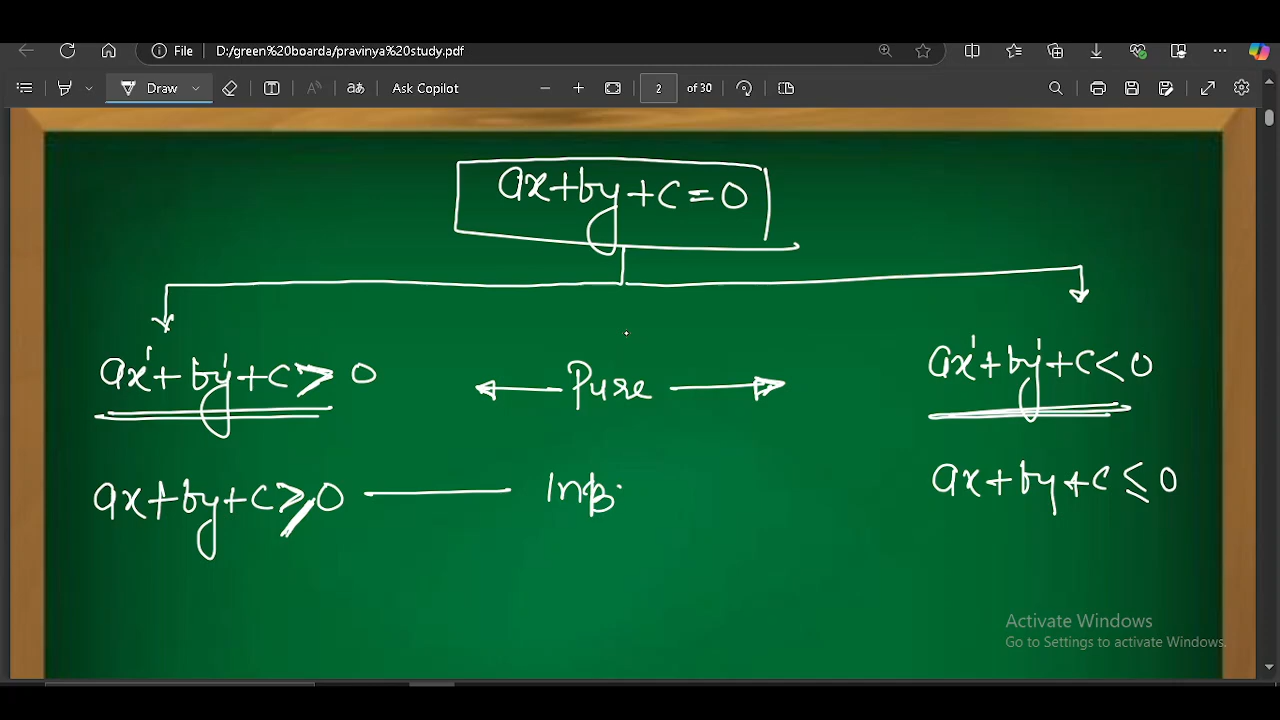 File D:/green%20boarda/pravinya%20study.pdf
Draw Ask Copilot 2 of 30
ax+by+c=0
ax'+by'+c> 0 Pure ax'+by'+c<0
ax+by+c≥0 ax+by+c≤0
Activate Windows
Go to Settings to activate Windows.